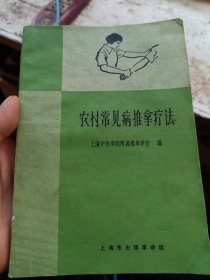 农村常见病推拿疗法
上海中医学院附属推拿学校 编
上海市出版革命组